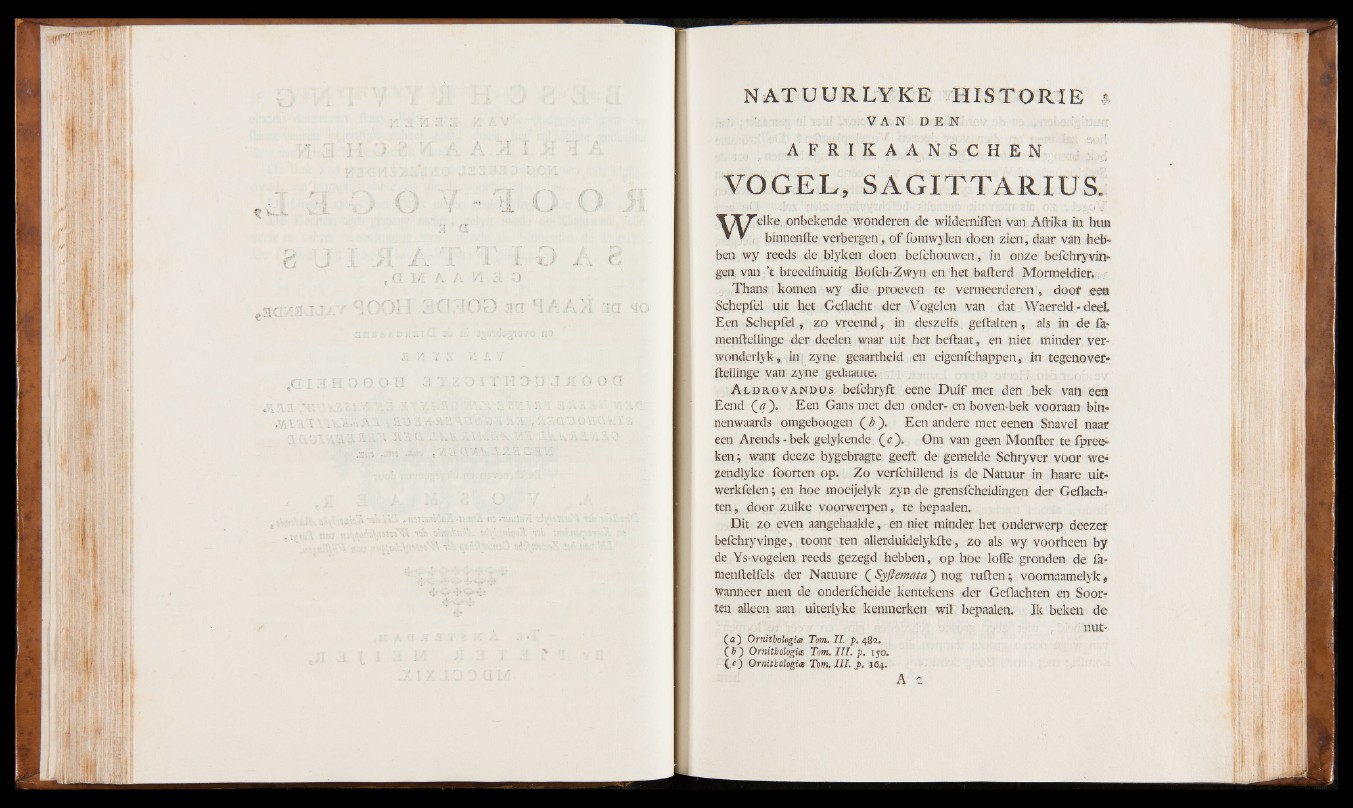 NATUURLYKE HISTORIE
VAN DEN
AFRIKAANSCHEN
VOGEL, SAGITTARIUS.
Welke onbekende wonderen de wilderniſſen van Afrika in hun
binnenſte verbergen, of ſomwylen doen zien, daar van heb-
ben wy reeds de blyken doen beſchouwen, in onze beſchryvin-
gen van 't breedſnuitig Boſch-Zwyn en het baſterd Mormeldier.
Thans komen wy die proeven te vermeerderen, door een
Schepſel uit het Geſlacht der Vogelen van dat Waereld-deel.
Een Schepſel, zo vreemd, in deszelfs geſtalten, als in de ſa-
menſtellinge der deelen waar uit het beſtaat, en niet minder ver-
wonderlyk, in zyne geaartheid en eigenſchappen, in tegenover-
ſtellinge van zyne gedaante.
ALDROVANDUS beſchryft eene Duif met den bek van een
Eend (a). Een Gans met den onder- en boven-bek vooraan bin-
nenwaards omgeboogen (b). Een andere met eenen Snavel naar
een Arends-bek gelykende (c). Om van geen Monſter te ſpree-
ken; want deeze bygebragte geeft de gemelde Schryver voor we-
zendlyke ſoorten op. Zo verſchillend is de Natuur in haare uit-
werkſelen; en hoe moeijelyk zyn de grensſcheidingen der Geſlach-
ten, door zulke voorwerpen, te bepaalen.
Dit zo even aangehaalde, en niet minder het onderwerp deezer
beſchryvinge, toont ten allerduidelykſte, zo als wy voorheen by
de Ys-vogelen reeds gezegd hebben, op hoe loſſe gronden de ſa-
menſtelſels der Natuure (Syſtemata) nog ruſten; voornaamelyk,
wanneer men de onderſcheide kentekens der Geſlachten en Soor-
ten alleen aan uiterlyke kenmerken wil bepaalen. Ik beken de
nut-
(a) Ornithologiæ Tom. II. p. 482.
(b) Ornithologiæ Tom. III. p. 150.
(c) Ornithologiæ Tom. III. p. 164.
A 2